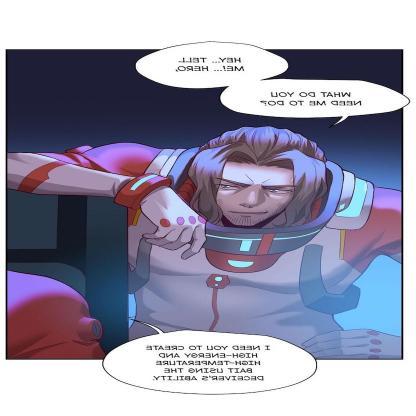 HEY... TELL
ME!... HERO,
WHAT DO YOU
NEED ME TO DO?
I NEED YOU TO CREATE
HIGH-ENERGY AND
HIGH-TEMPERATURE
BAIT USING THE
DECEIVER'S ABILITY.